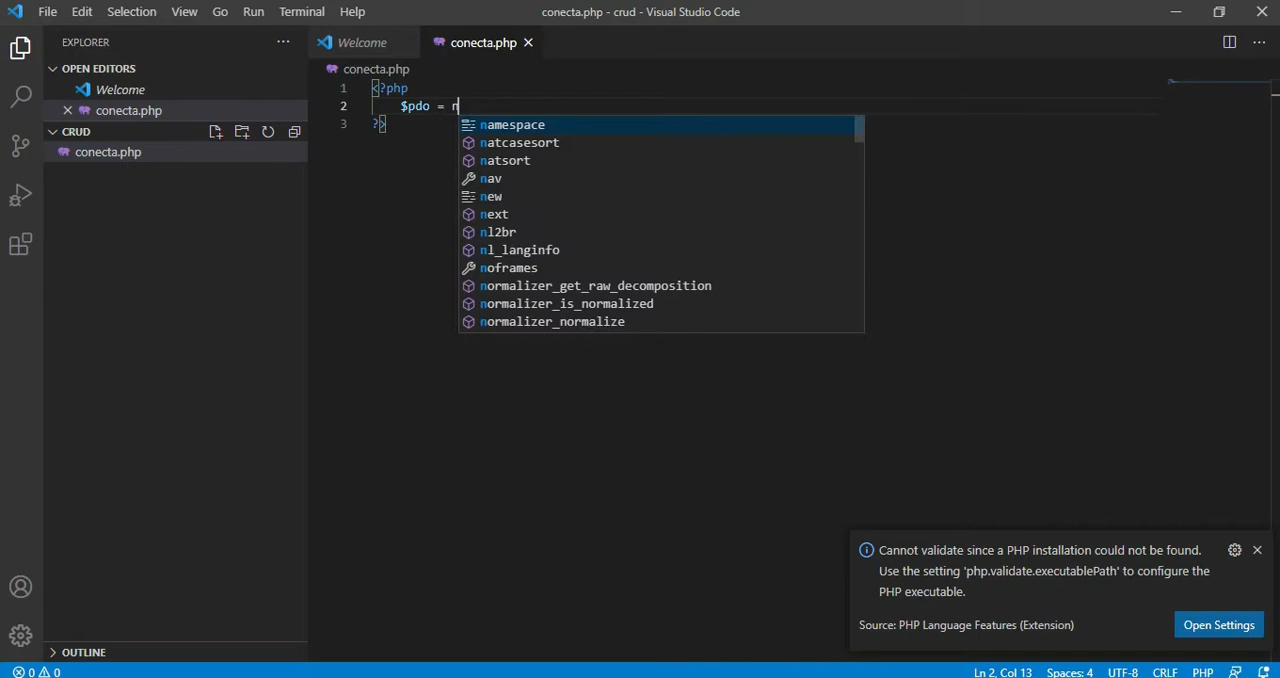 File Edit Selection View Go Run Terminal Help conecta.php - crud - Visual Studio Code
EXPLORER
OPEN EDITORS
Welcome
conecta.php
CRUD
conecta.php
OUTLINE
Welcome conecta.php
conecta.php
1 <?php
2 $pdo = n
3 ?>
namespace
natcasesort
natsort
nav
new
next
nl2br
nl_langinfo
noframes
normalizer_get_raw_decomposition
normalizer_is_normalized
normalizer_normalize
Cannot validate since a PHP installation could not be found.
Use the setting 'php.validate.executablePath' to configure the
PHP executable.
Source: PHP Language Features (Extension) Open Settings
0 0 Ln 2, Col 13 Spaces: 4 UTF-8 CRLF PHP